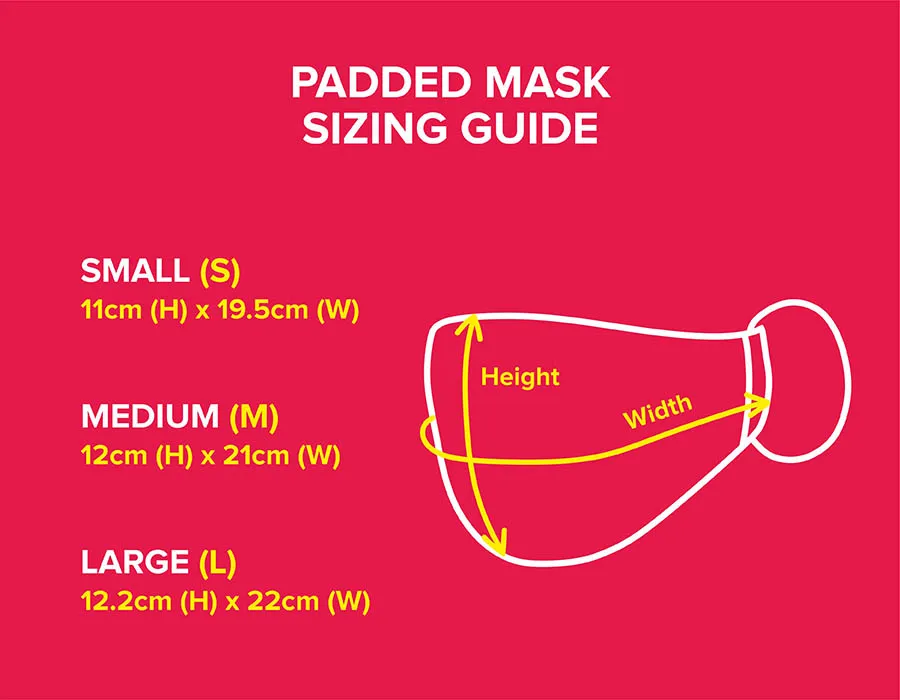 PADDED MASK
SIZING GUIDE
SMALL (S)
11cm (H) x 19.5cm (W)
MEDIUM (M)
12cm (H) x 21cm (W)
LARGE (L)
12.2cm (H) x 22cm (W)
Height
Width